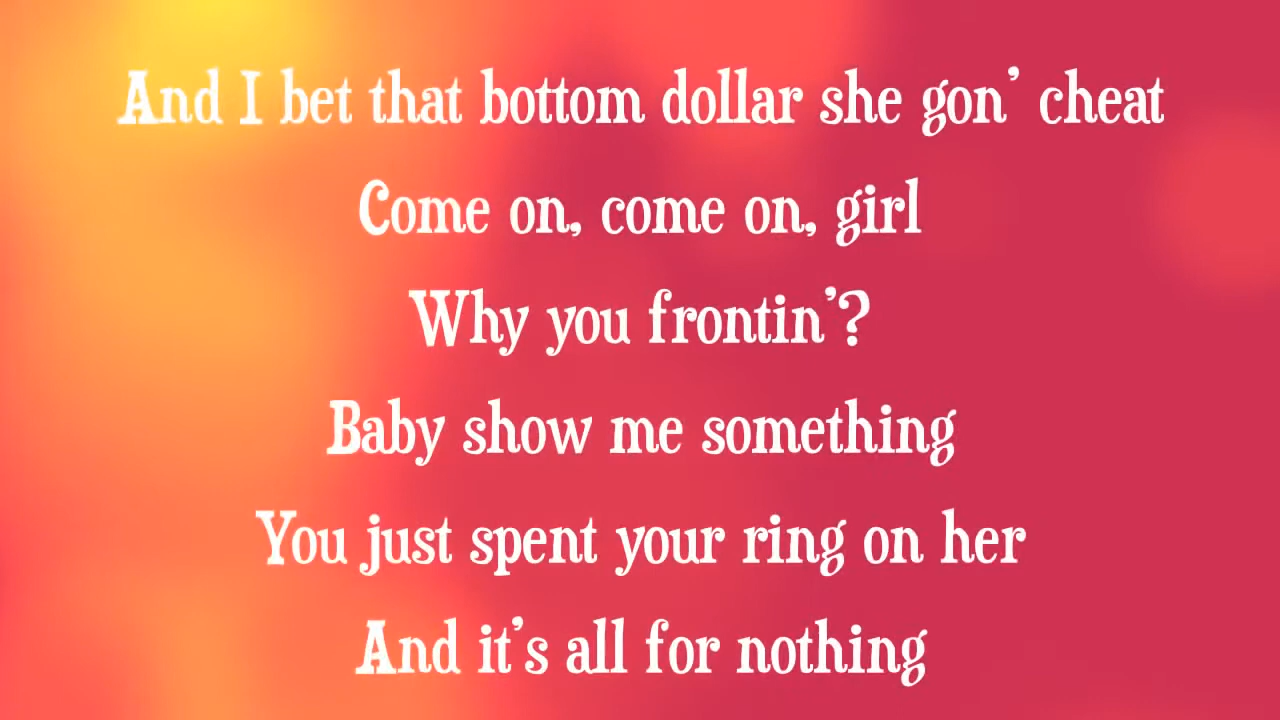 And I bet that bottom dollar she gon' cheat
Come on, come on, girl
Why you frontin'?
Baby show me something
You just spent your ring on her
And it's all for nothing